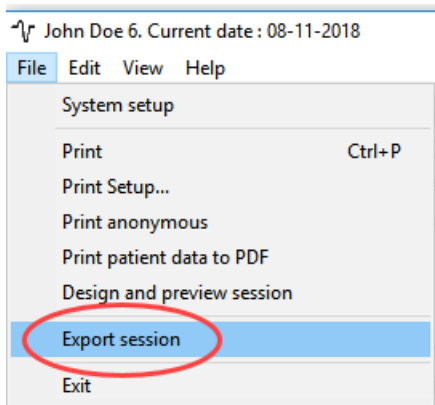 John Doe 6. Current date : 08-11-2018
File Edit View Help
System setup
Print Ctrl+P
Print Setup...
Print anonymous
Print patient data to PDF
Design and preview session
Export session
Exit